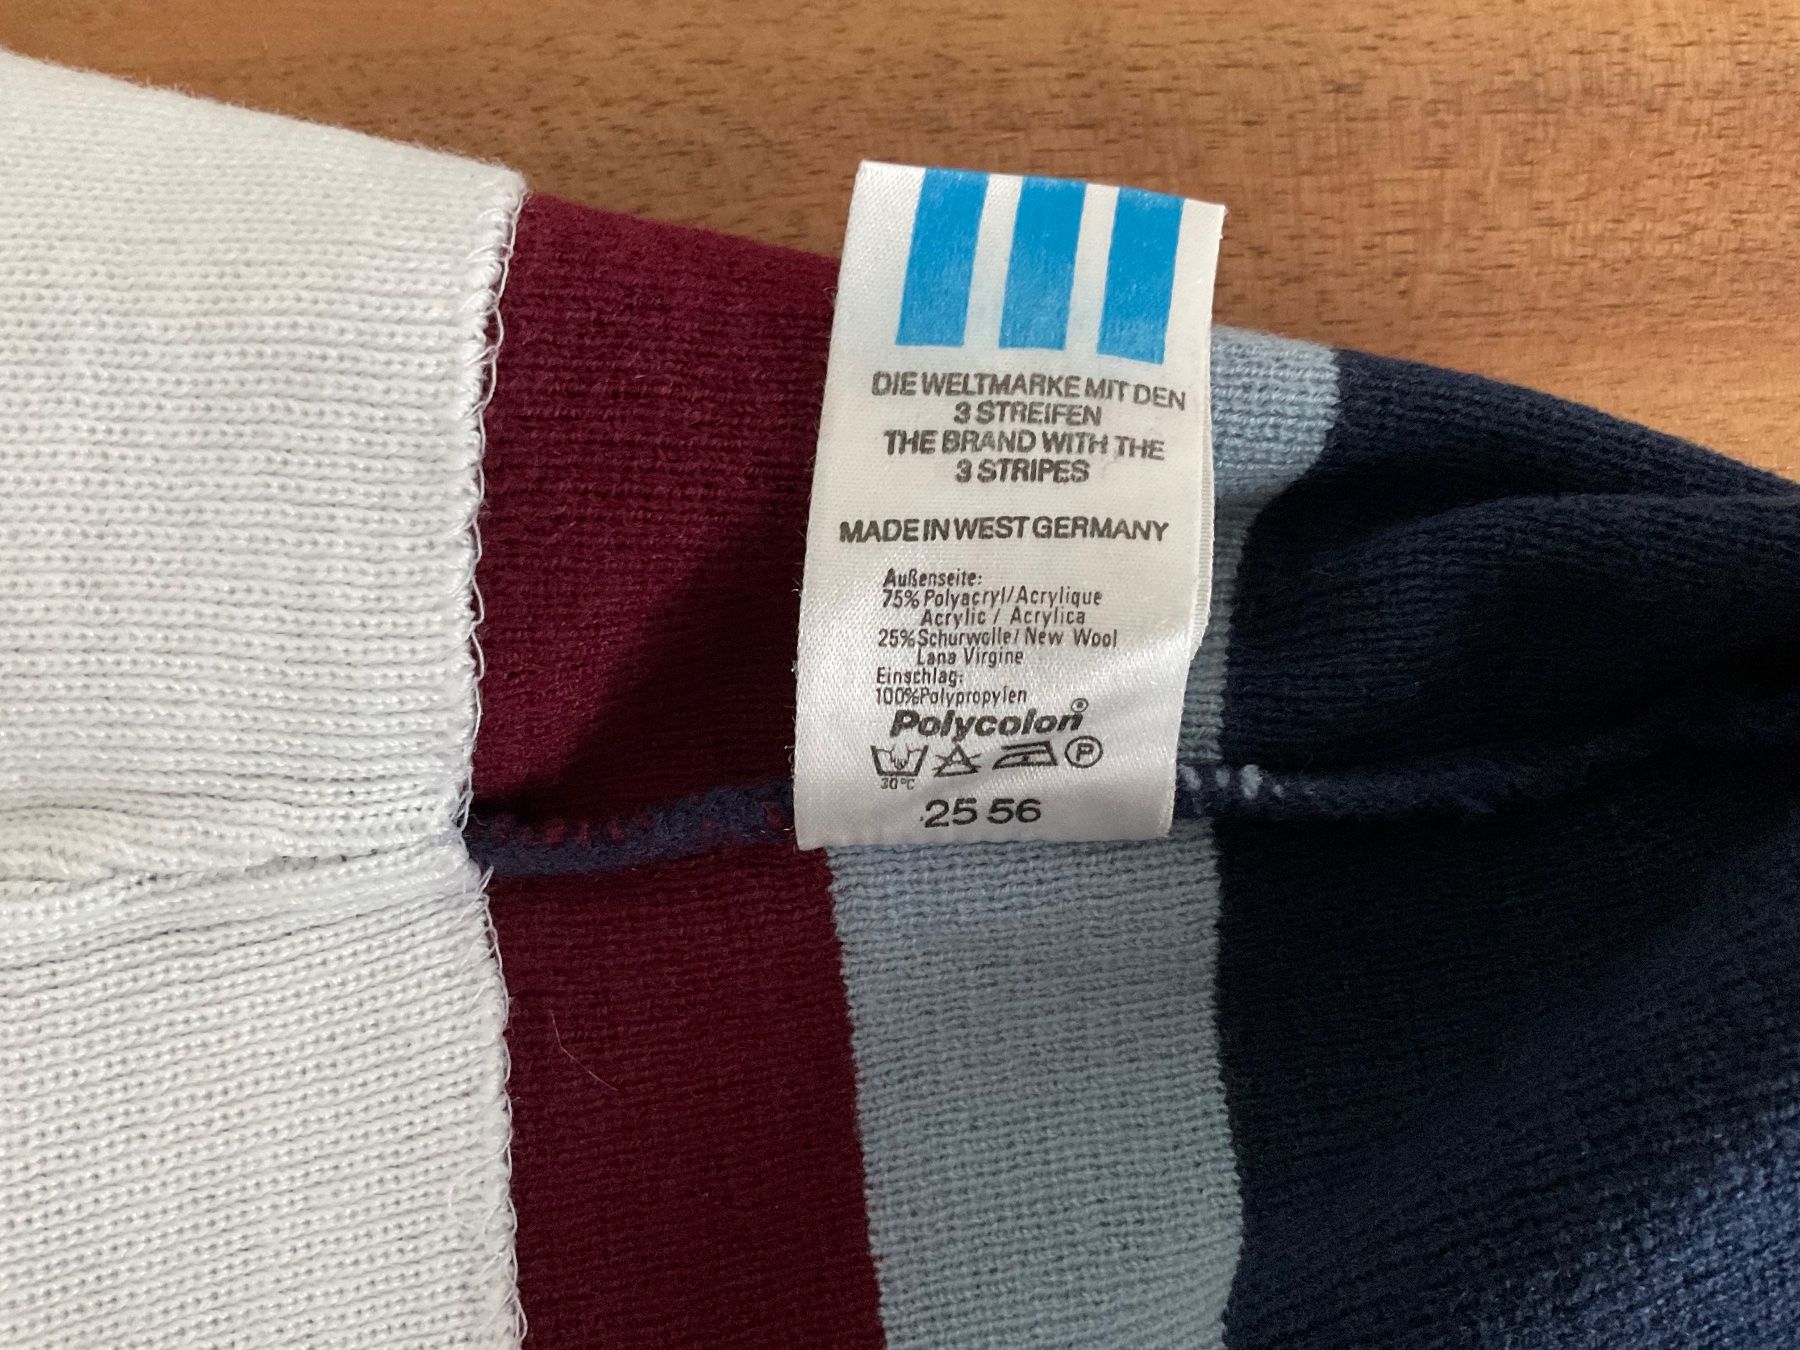 DIE WELTMARKE MIT DEN
3 STREIFEN
THE BRAND WITH THE
3 STRIPES
MADE IN WEST GERMANY
Außenseite:
75% Polyacryl/Acrylique
Acrylic / Acrylica
25% Schurwolle/ New Wool
Lana Virgine
Einschlag:
100% Polypropylen
Polycolon®
30°C
P
25 56